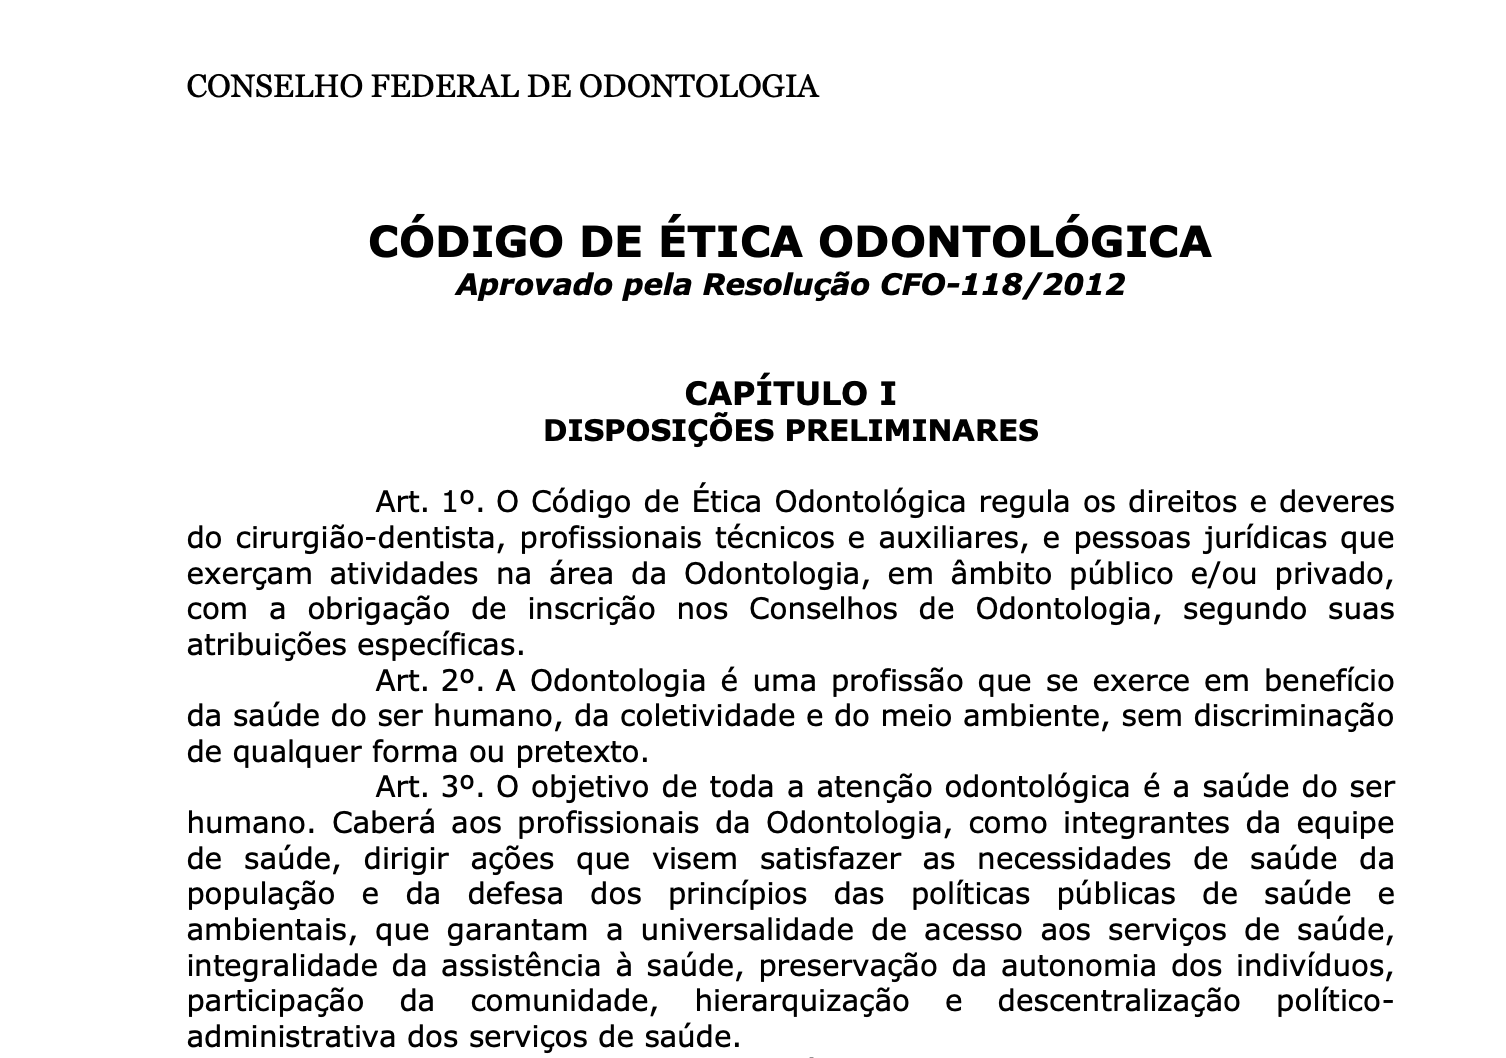 CONSELHO FEDERAL DE ODONTOLOGIA
CÓDIGO DE ÉTICA ODONTOLÓGICA
Aprovado pela Resolução CFO-118/2012
CAPÍTULO I
DISPOSIÇÕES PRELIMINARES
Art. 1º. O Código de Ética Odontológica regula os direitos e deveres
do cirurgião-dentista, profissionais técnicos e auxiliares, e pessoas jurídicas que
exerçam atividades na área da Odontologia, em âmbito público e/ou privado,
com a obrigação de inscrição nos Conselhos de Odontologia, segundo suas
atribuições específicas.
Art. 2º. A Odontologia é uma profissão que se exerce em benefício
da saúde do ser humano, da coletividade e do meio ambiente, sem discriminação
de qualquer forma ou pretexto.
Art. 3º. O objetivo de toda a atenção odontológica é a saúde do ser
humano. Caberá aos profissionais da Odontologia, como integrantes da equipe
de saúde, dirigir ações que visem satisfazer as necessidades de saúde da
população e da defesa dos princípios das políticas públicas de saúde e
ambientais, que garantam a universalidade de acesso aos serviços de saúde,
integralidade da assistência à saúde, preservação da autonomia dos indivíduos,
participação da comunidade, hierarquização e descentralização político-
administrativa dos serviços de saúde.